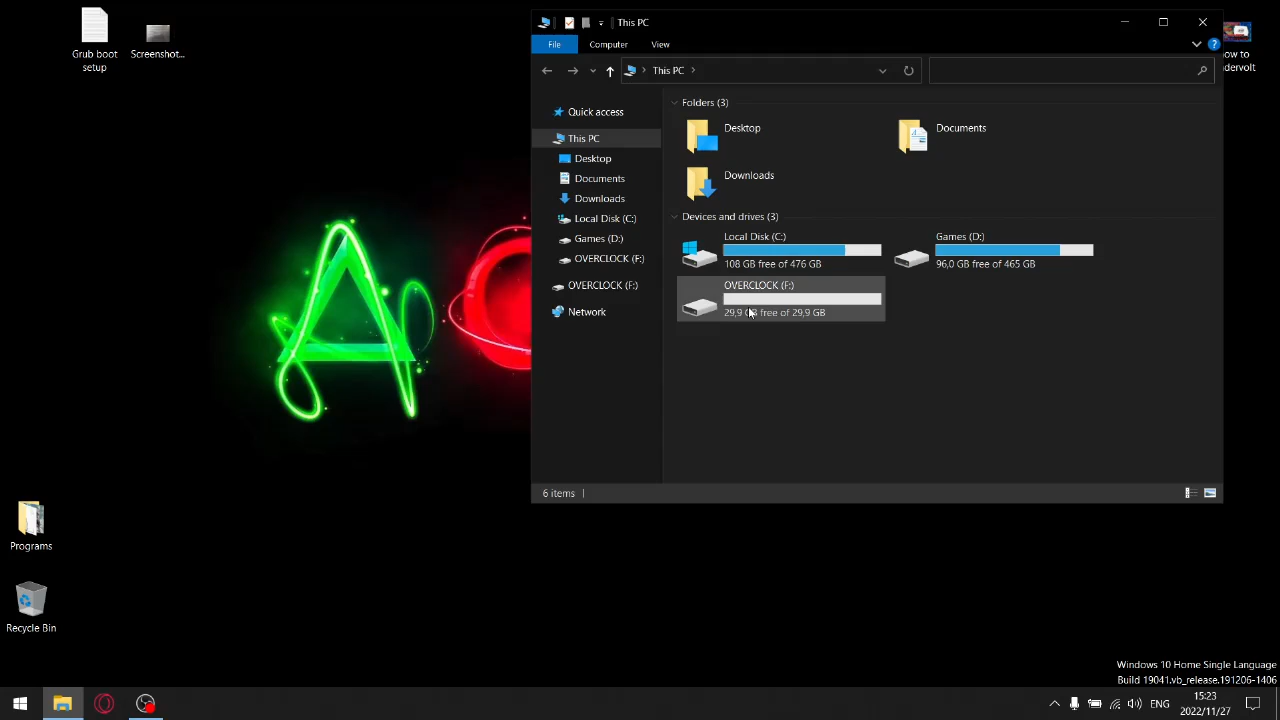 Grub boot
setup
Screenshot...
This PC
File
Computer
View
This PC
Quick access
This PC
Desktop
Documents
Downloads
Local Disk (C:)
Games (D:)
OVERCLOCK (F:)
OVERCLOCK (F:)
Network
Folders (3)
Desktop
Documents
Downloads
Devices and drives (3)
Local Disk (C:)
108 GB free of 476 GB
Games (D:)
96,0 GB free of 465 GB
OVERCLOCK (F:)
29,9 GB free of 29,9 GB
6 items
Programs
Recycle Bin
Windows 10 Home Single Language
Build 19041.vb_release.191206-1406
ENG
15:23
2022/11/27